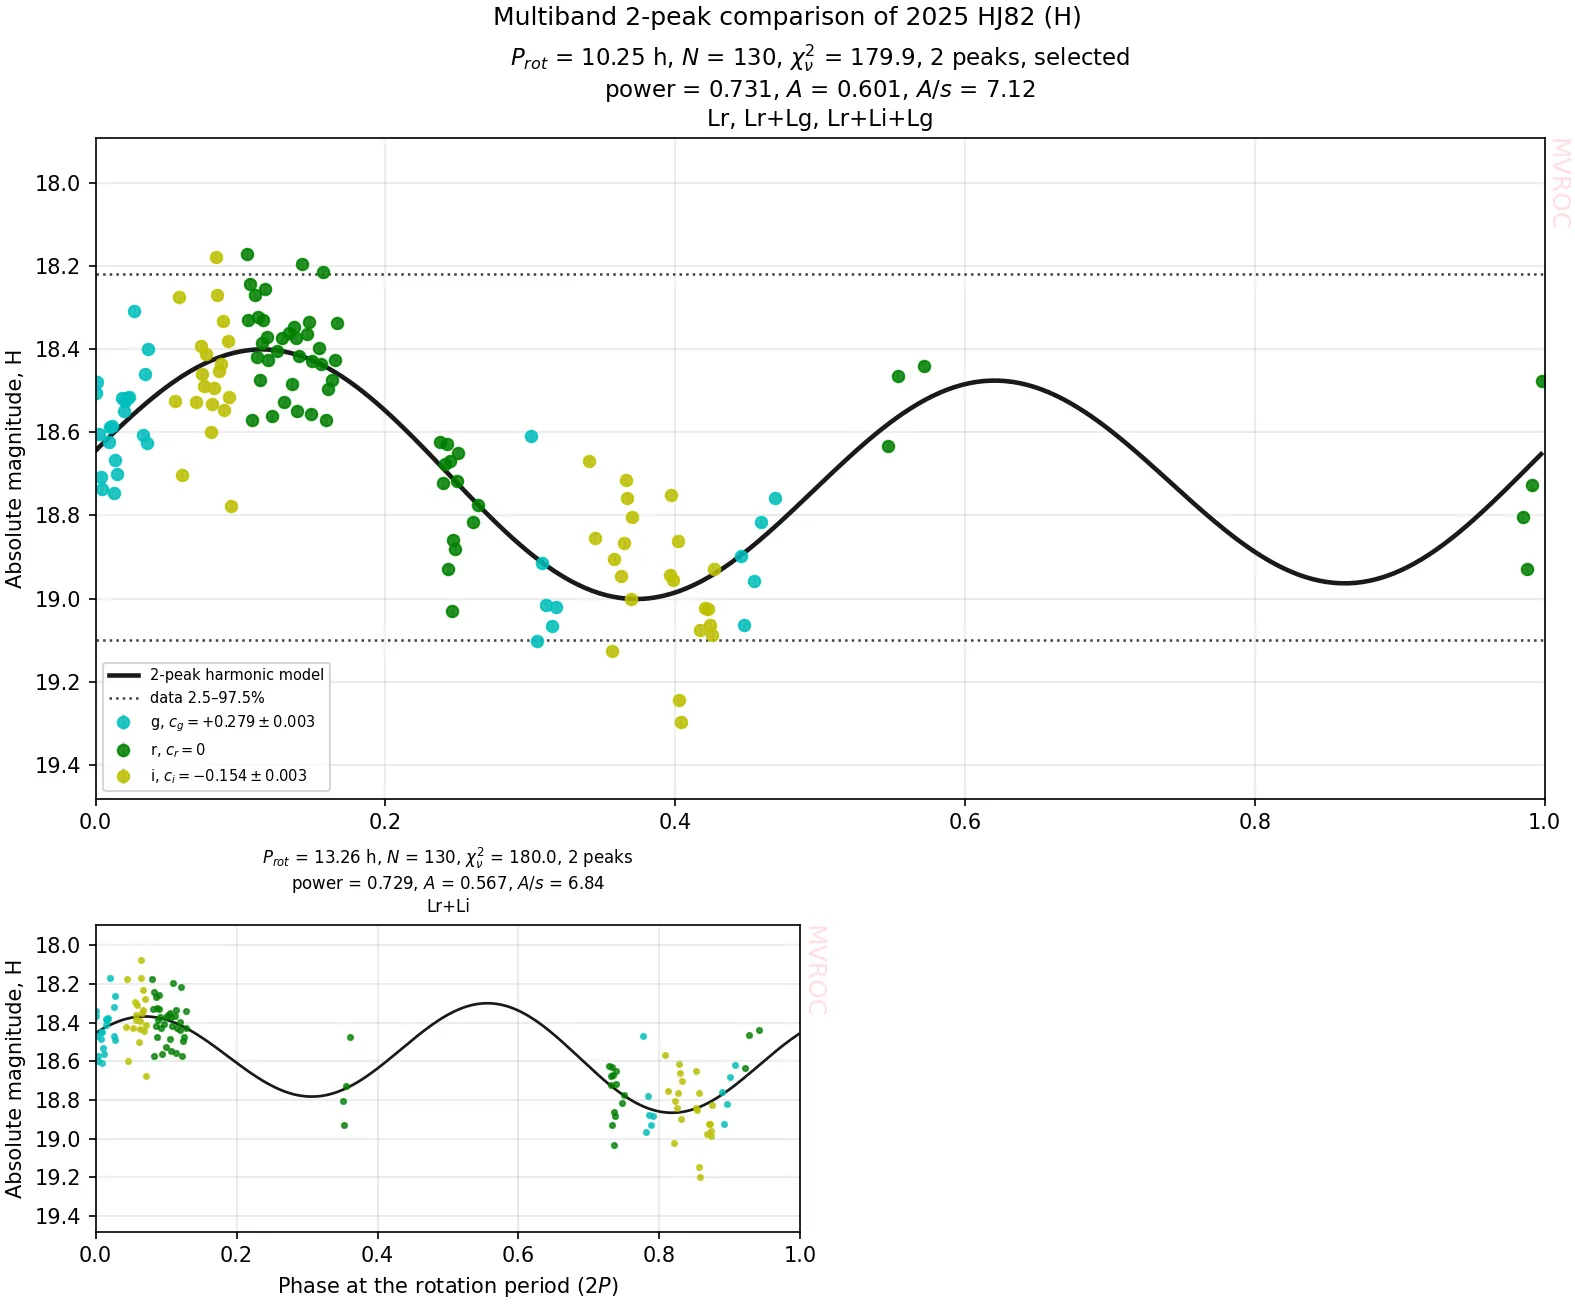 Multiband 2-peak comparison of 2025 HJ82 (H)
P_rot = 10.25 h, N = 130, χ²_ν = 179.9, 2 peaks, selected
power = 0.731, A = 0.601, A/s = 7.12
Lr, Lr+Lg, Lr+Li+Lg
MVROC
Absolute magnitude, H
18.0
18.2
18.4
18.6
18.8
19.0
19.2
19.4
2-peak harmonic model
data 2.5–97.5%
g, c_g = +0.279 ± 0.003
r, c_r = 0
i, c_i = −0.154 ± 0.003
0.0 0.2 0.4 0.6 0.8 1.0
P_rot = 13.26 h, N = 130, χ²_ν = 180.0, 2 peaks
power = 0.729, A = 0.567, A/s = 6.84
Lr+Li
MVROC
Absolute magnitude, H
18.0
18.2
18.4
18.6
18.8
19.0
19.2
19.4
0.0 0.2 0.4 0.6 0.8 1.0
Phase at the rotation period (2P)